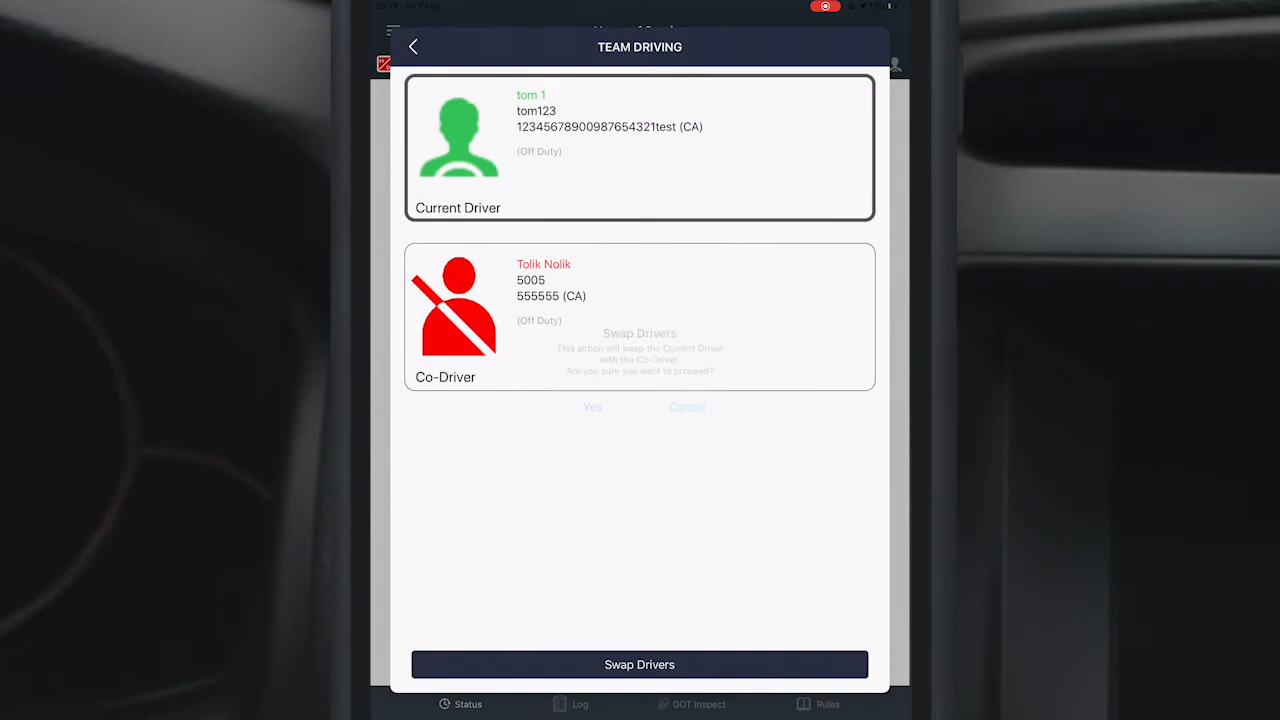 TEAM DRIVING
tom 1
tom123
12345678900987654321test (CA)
(Off Duty)
Current Driver
Tolik Nolik
5005
555555 (CA)
(Off Duty)
Co-Driver
Swap Drivers
This action will swap the Current Driver
with the Co-Driver.
Are you sure you want to proceed?
Yes Cancel
Swap Drivers
Status Log DOT Inspect Rules